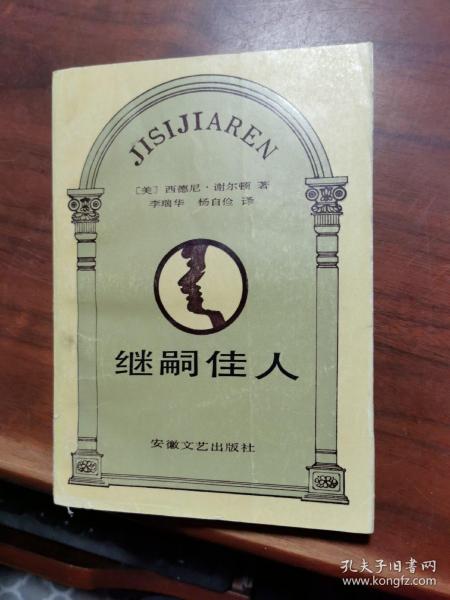 JISIJIAREN
〔美〕西德尼·谢尔顿 著
李瑞华 杨自俭 译
继嗣佳人
安徽文艺出版社
孔夫子旧书网
www.kongfz.com